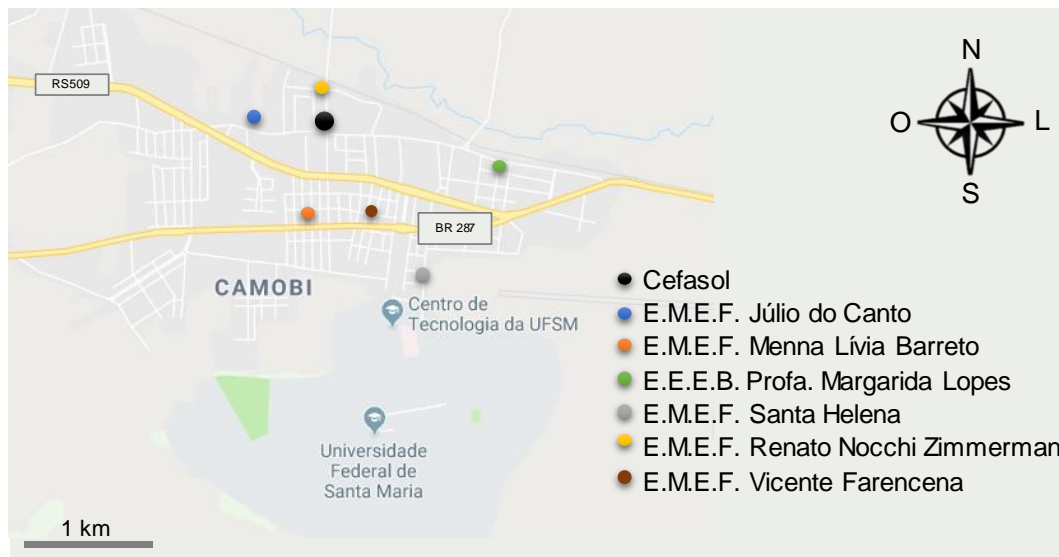 RS509
N
O
L
S
BR 287
CAMOBI
Centro de
Tecnologia da UFSM
Universidade
Federal de
Santa Maria
Cefasol
E.M.E.F. Júlio do Canto
E.M.E.F. Menna Lívia Barreto
E.E.E.B. Profa. Margarida Lopes
E.M.E.F. Santa Helena
E.M.E.F. Renato Nocchi Zimmerman
E.M.E.F. Vicente Farencena
1 km